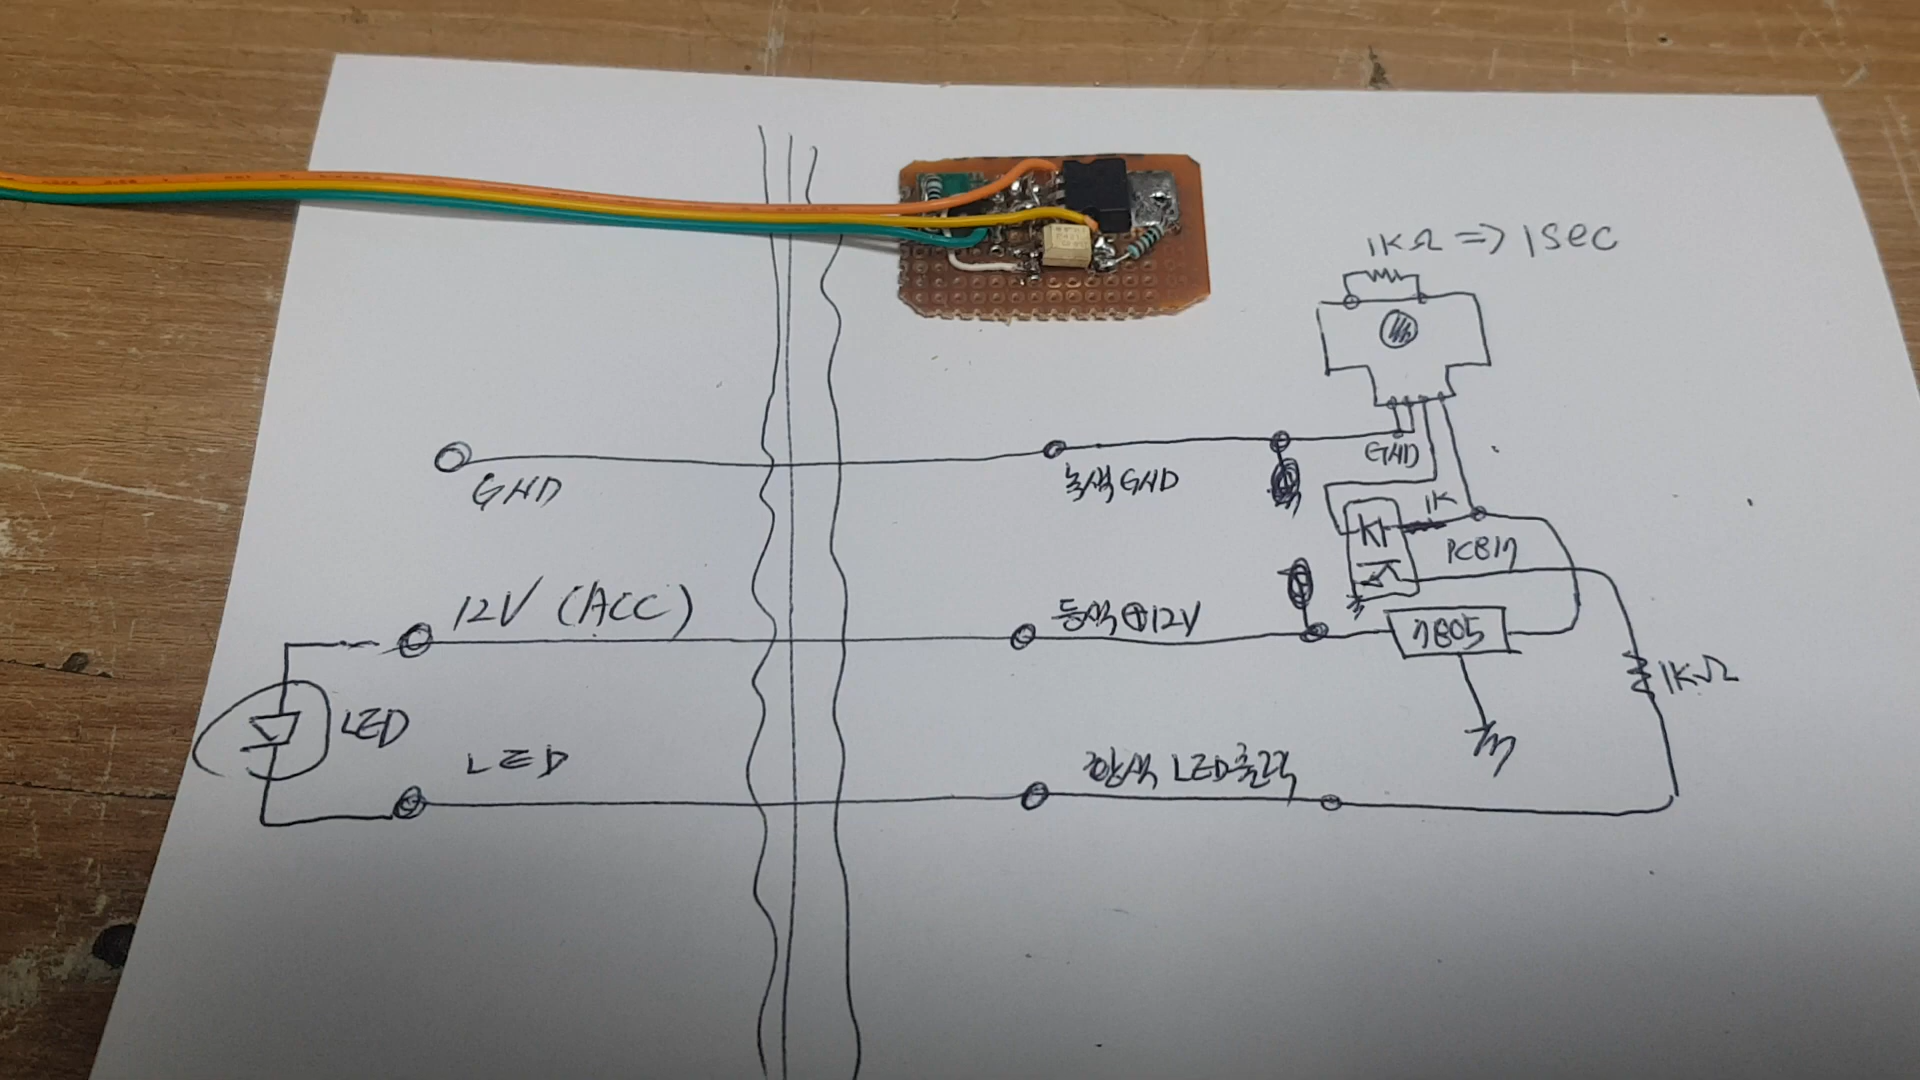 1KΩ => 1sec
GND
GND
녹색 GND
1K
PC817
12V (ACC)
등색 ⊕12V
7805
1KΩ
LED
LED
황색 LED출력